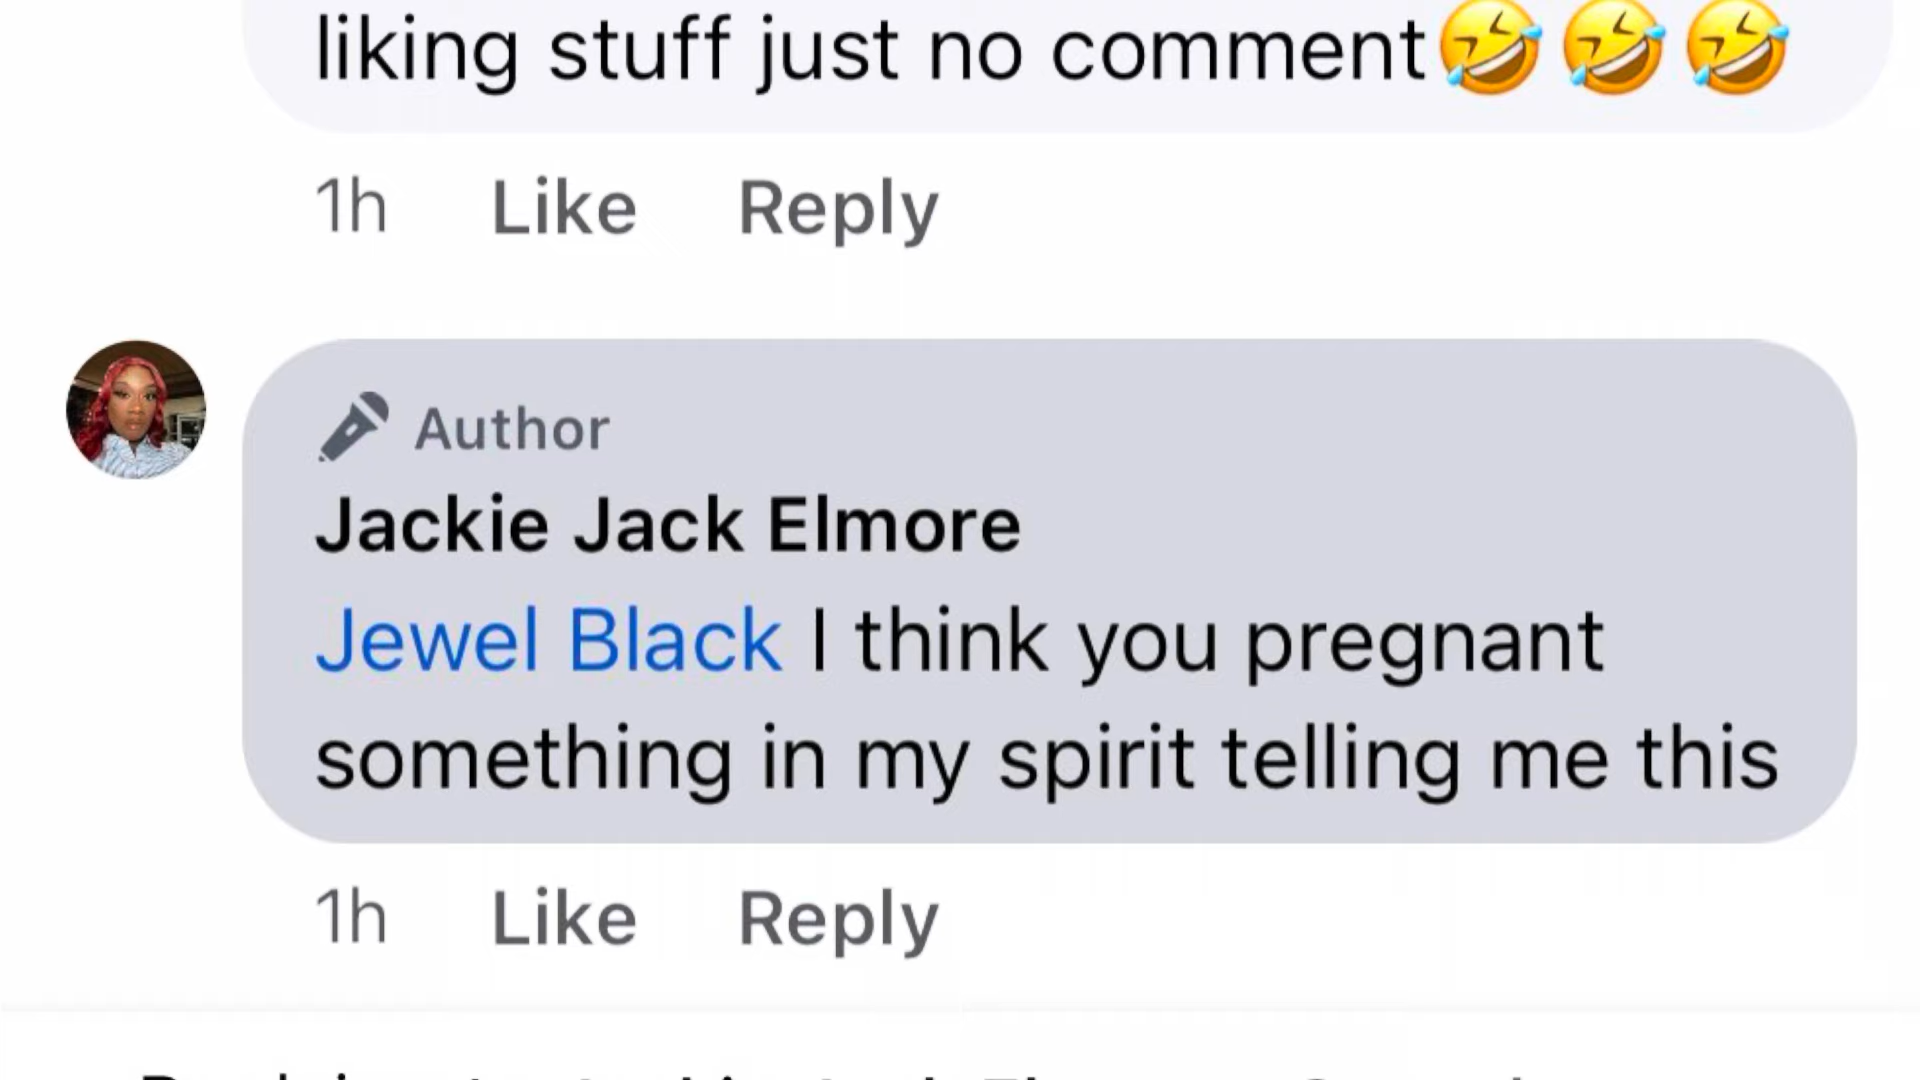 liking stuff just no comment🤣🤣🤣
1h Like Reply
Author
Jackie Jack Elmore
Jewel Black I think you pregnant
something in my spirit telling me this
1h Like Reply